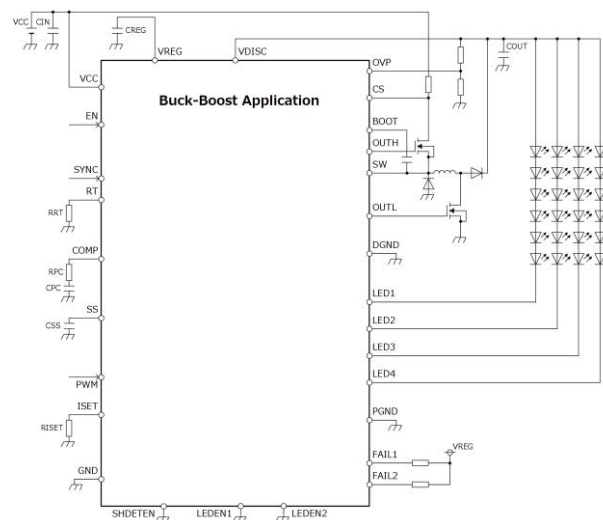 VCC CIN
CREG
VREG
VDISC
COUT
VCC
EN
SYNC
RT
RRT
COMP
RPC
CPC
SS
CSS
PWM
ISET
RISET
GND
Buck-Boost Application
OVP
CS
BOOT
OUTH
SW
OUTL
DGND
LED1
LED2
LED3
LED4
PGND
FAIL1
FAIL2
VREG
SHDETEN
LEDEN1
LEDEN2